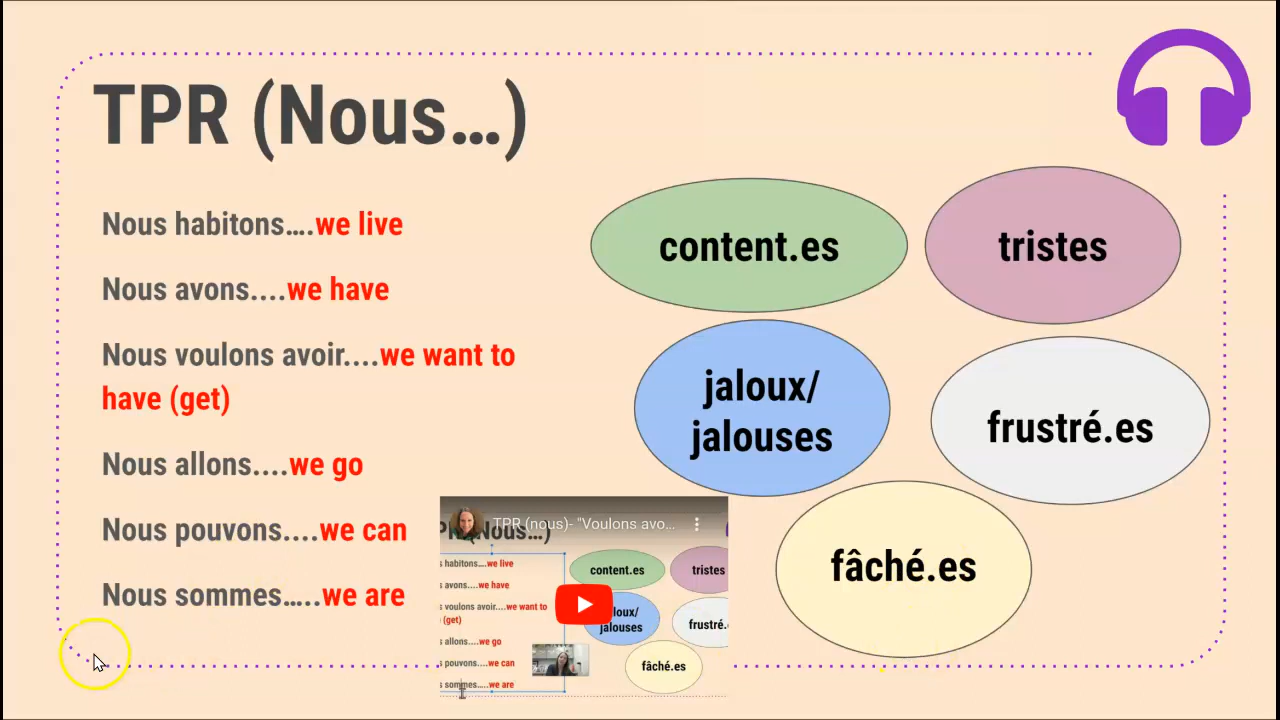 TPR (Nous...)
Nous habitons....we live
Nous avons....we have
Nous voulons avoir....we want to
have (get)
Nous allons....we go
Nous pouvons....we can
Nous sommes.....we are
content.es
tristes
jaloux/
jalouses
frustré.es
fâché.es
TPR (nous)- "Voulons avo...
Nous...)
habitons....we live
avons....we have
voulons avoir....we want to
(get)
allons....we go
pouvons....we can
sommes.....we are
content.es
tristes
loux/
jalouses
frustré.
fâché.es